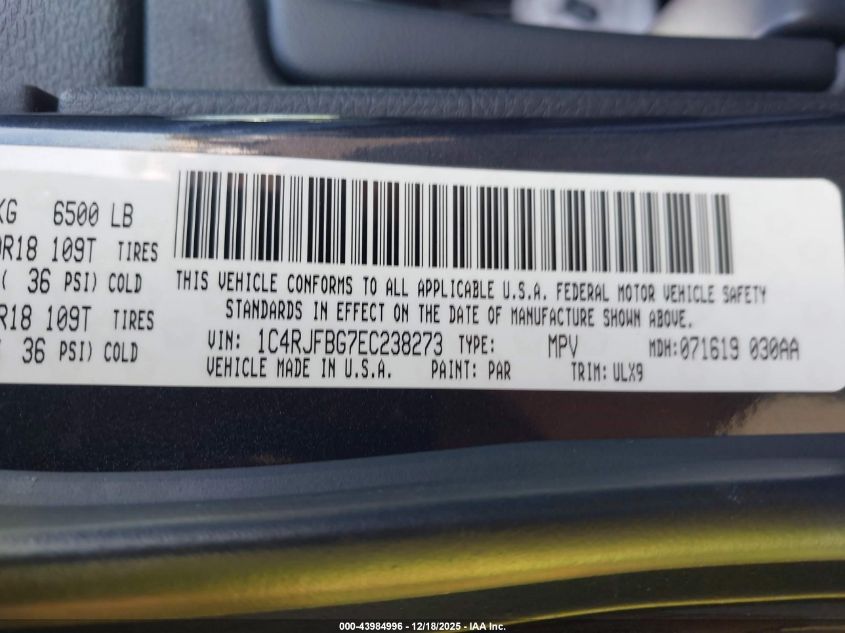 KG 6500 LB
R18 109T TIRES
( 36 PSI) COLD
R18 109T TIRES
36 PSI) COLD
THIS VEHICLE CONFORMS TO ALL APPLICABLE U.S.A. FEDERAL MOTOR VEHICLE SAFETY
STANDARDS IN EFFECT ON THE DATE OF MANUFACTURE SHOWN ABOVE.
VIN: 1C4RJFBG7EC238273 TYPE: MPV MDH:071619 030AA
VEHICLE MADE IN U.S.A. PAINT: PAR TRIM: ULX9
000-43984996 - 12/18/2025 - IAA Inc.